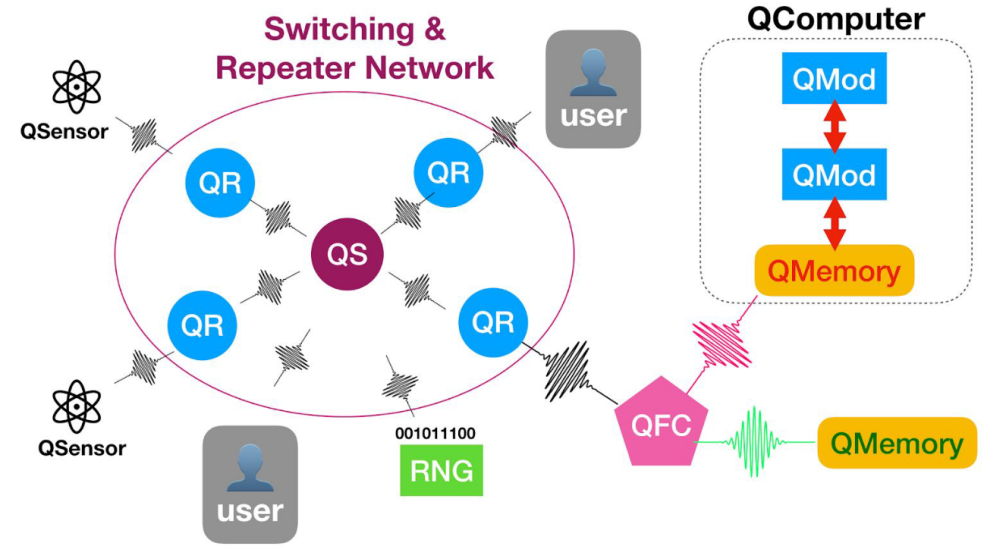 Switching &
Repeater Network
QComputer
QSensor
user
QMod
QMod
QMemory
QR
QR
QS
QR
QR
QSensor
user
001011100
RNG
QFC
QMemory